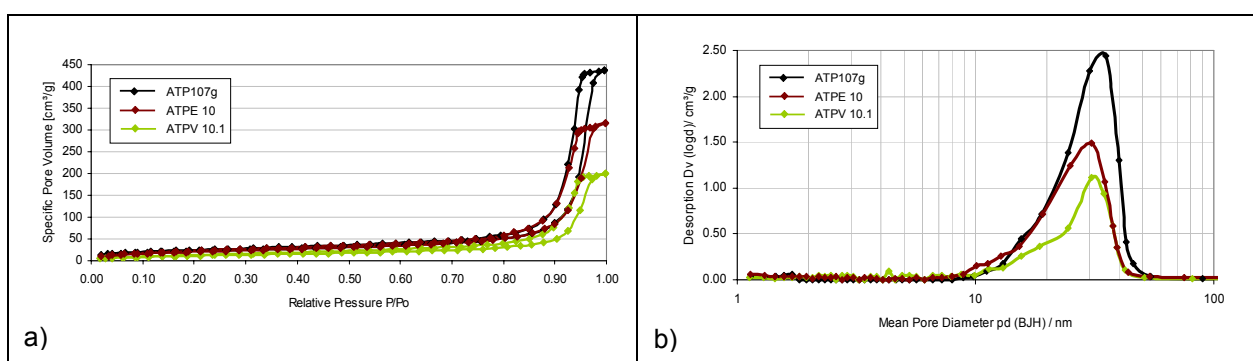 Specific Pore Volume [cm³/g]
450
400
350
300
250
200
150
100
50
0
ATP107g
ATPE 10
ATPV 10.1
0.00 0.10 0.20 0.30 0.40 0.50 0.60 0.70 0.80 0.90 1.00
Relative Pressure P/Po
a)
Desorption Dv (logd)/ cm³/g
2.50
2.00
1.50
1.00
0.50
0.00
ATP107g
ATPE 10
ATPV 10.1
1 10 100
Mean Pore Diameter pd (BJH) / nm
b)